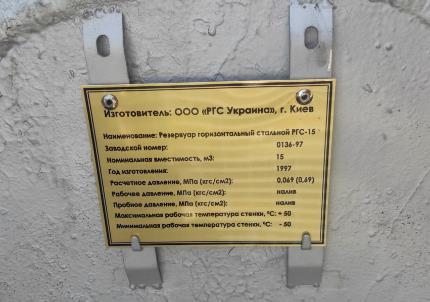 Изготовитель: ООО «РГС Украина», г. Киев
Наименование: Резервуар горизонтальный стальной РГС-15
Заводской номер: 0136-97
Номинальная вместимость, м3: 15
Год изготовления: 1997
Расчетное давление, МПа (кгс/см2): 0.069 (0,69)
Рабочее давление, МПа (кгс/см2): налив
Пробное давление, МПа (кгс/см2): налив
Максимальная рабочая температура стенки, °С: + 50
Минимальная рабочая температура стенки, °С: - 50